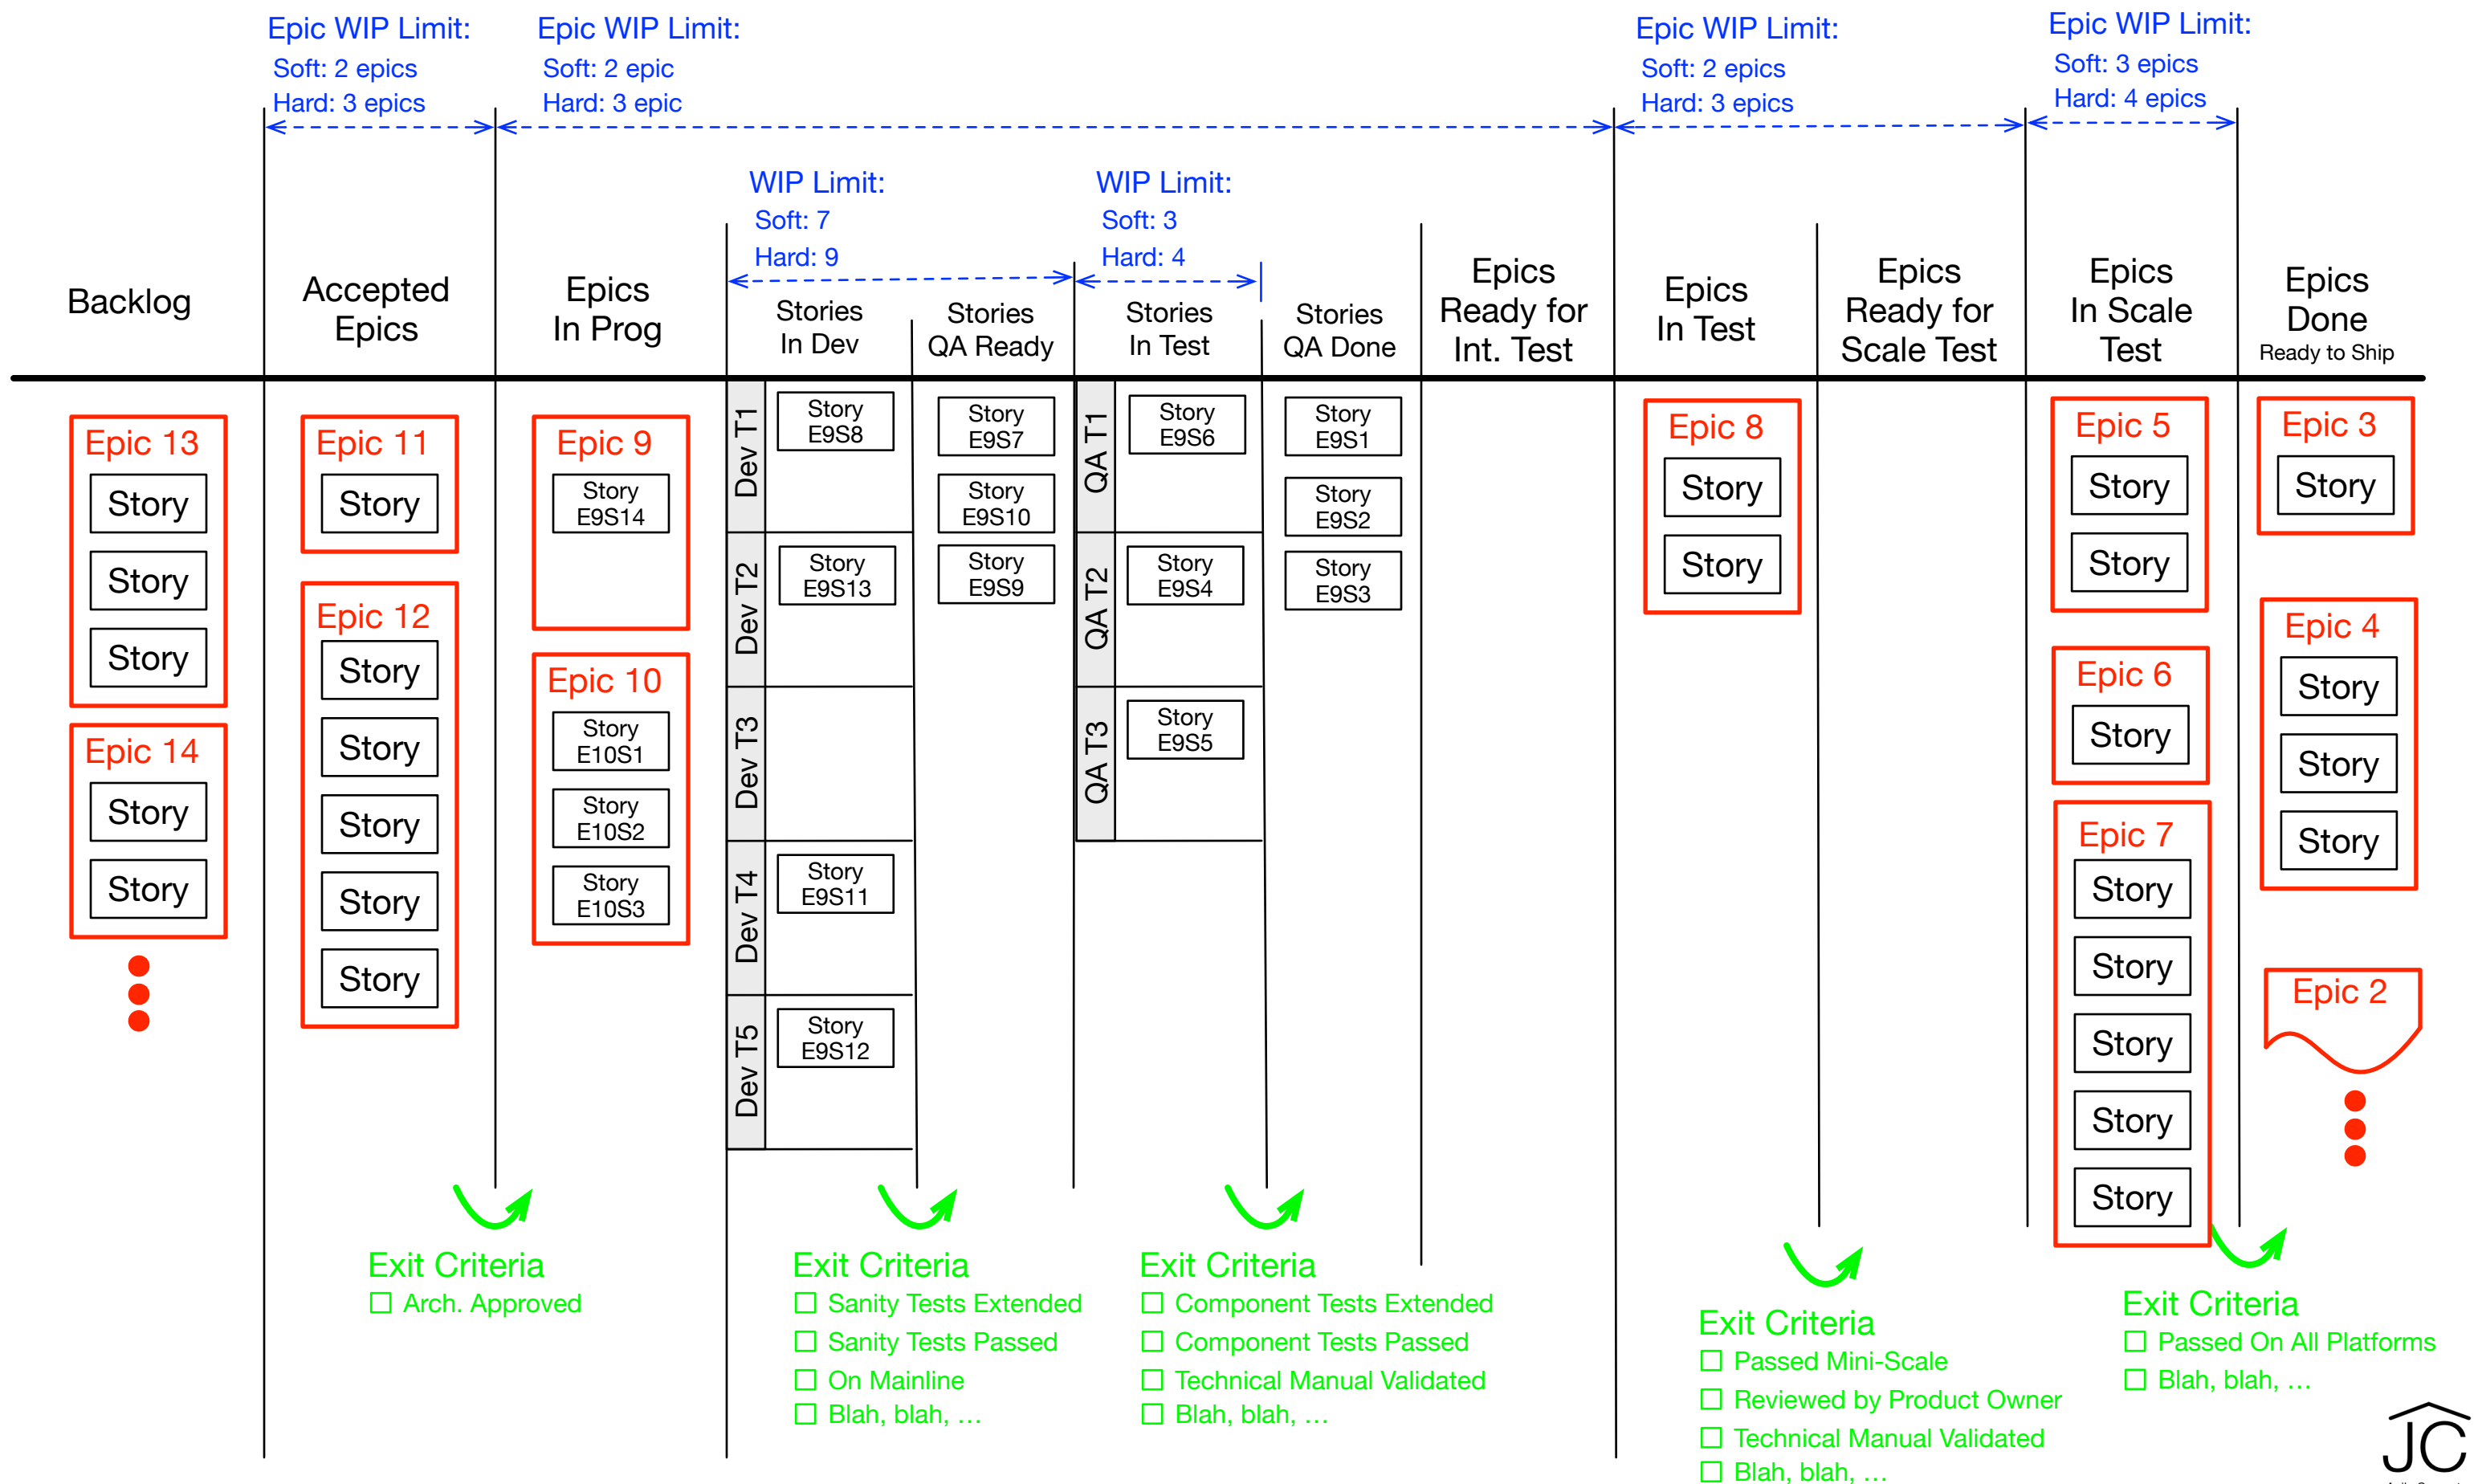 Epic WIP Limit:
Soft: 2 epics
Hard: 3 epics
Epic WIP Limit:
Soft: 2 epic
Hard: 3 epic
Epic WIP Limit:
Soft: 2 epics
Hard: 3 epics
Epic WIP Limit:
Soft: 3 epics
Hard: 4 epics
WIP Limit:
Soft: 7
Hard: 9
WIP Limit:
Soft: 3
Hard: 4
Backlog
Accepted
Epics
Epics
In Prog
Stories
In Dev
Stories
QA Ready
Stories
In Test
Stories
QA Done
Epics
Ready for
Int. Test
Epics
In Test
Epics
Ready for
Scale Test
Epics
In Scale
Test
Epics
Done
Ready to Ship
Epic 13
Story
Story
Story
Epic 14
Story
Story
Epic 11
Story
Epic 12
Story
Story
Story
Story
Story
Epic 9
Story
E9S14
Epic 10
Story
E10S1
Story
E10S2
Story
E10S3
Dev T1
Story
E9S8
Dev T2
Story
E9S13
Dev T3
Dev T4
Story
E9S11
Dev T5
Story
E9S12
Story
E9S7
Story
E9S10
Story
E9S9
QA T1
Story
E9S6
QA T2
Story
E9S4
QA T3
Story
E9S5
Story
E9S1
Story
E9S2
Story
E9S3
Epic 8
Story
Story
Epic 5
Story
Story
Epic 6
Story
Epic 7
Story
Story
Story
Story
Story
Epic 3
Story
Epic 4
Story
Story
Story
Epic 2
Exit Criteria
Arch. Approved
Exit Criteria
Sanity Tests Extended
Sanity Tests Passed
On Mainline
Blah, blah, …
Exit Criteria
Component Tests Extended
Component Tests Passed
Technical Manual Validated
Blah, blah, …
Exit Criteria
Passed Mini-Scale
Reviewed by Product Owner
Technical Manual Validated
Blah, blah, …
Exit Criteria
Passed On All Platforms
Blah, blah, …
JC